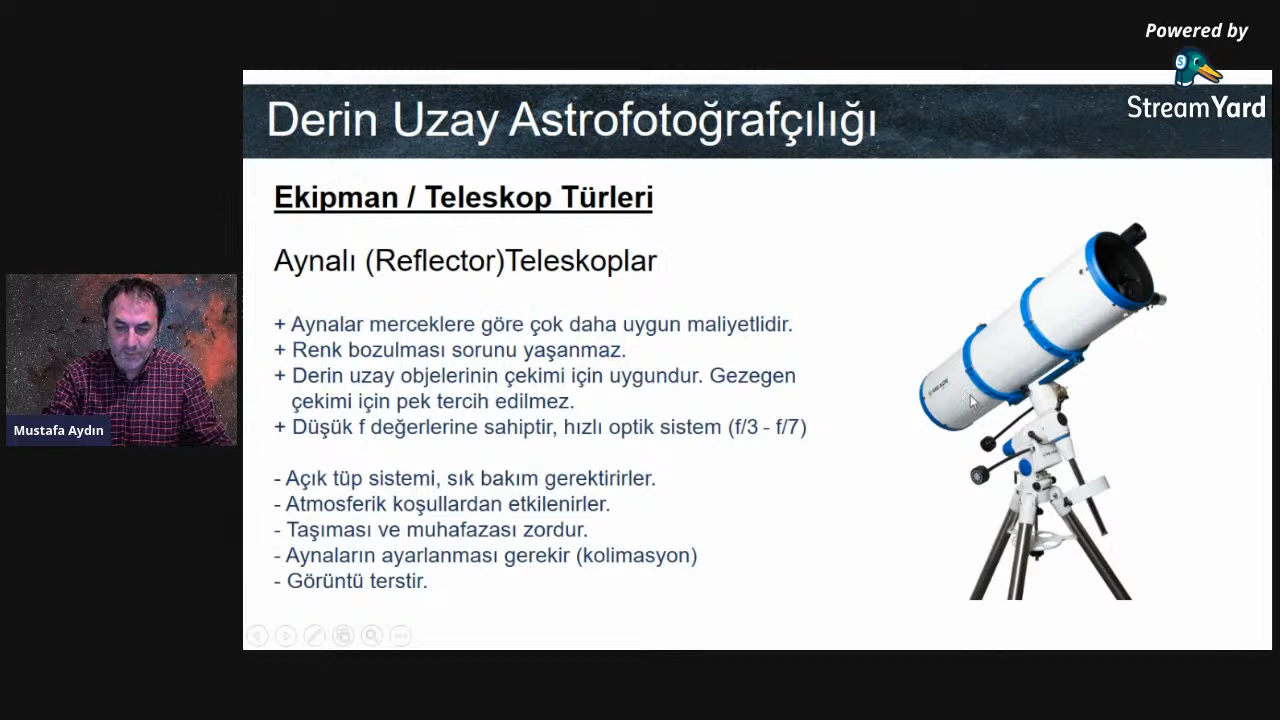 Powered by
StreamYard
Derin Uzay Astrofotoğrafçılığı
Ekipman / Teleskop Türleri
Aynalı (Reflector)Teleskoplar
+ Aynalar merceklere göre çok daha uygun maliyetlidir.
+ Renk bozulması sorunu yaşanmaz.
+ Derin uzay objelerinin çekimi için uygundur. Gezegen
çekimi için pek tercih edilmez.
+ Düşük f değerlerine sahiptir, hızlı optik sistem (f/3 - f/7)
- Açık tüp sistemi, sık bakım gerektirirler.
- Atmosferik koşullardan etkilenirler.
- Taşıması ve muhafazası zordur.
- Aynaların ayarlanması gerekir (kolimasyon)
- Görüntü terstir.
Mustafa Aydın